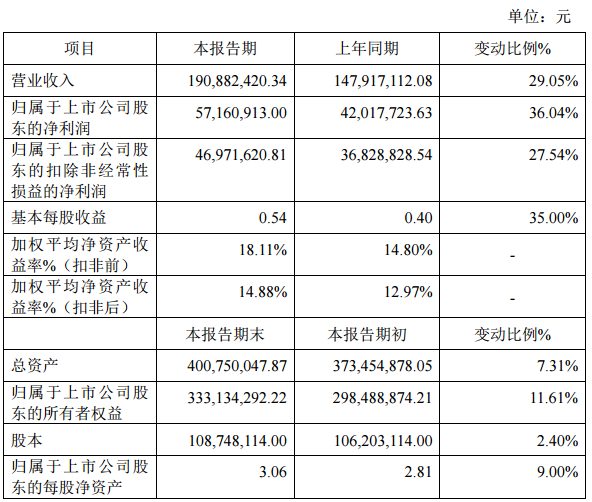 单位：元
项目 本报告期 上年同期 变动比例%
营业收入 190,882,420.34 147,917,112.08 29.05%
归属于上市公司股
东的净利润 57,160,913.00 42,017,723.63 36.04%
归属于上市公司股
东的扣除非经常性
损益的净利润 46,971,620.81 36,828,828.54 27.54%
基本每股收益 0.54 0.40 35.00%
加权平均净资产收
益率%（扣非前） 18.11% 14.80% -
加权平均净资产收
益率%（扣非后） 14.88% 12.97% -
本报告期末 本报告期初 变动比例%
总资产 400,750,047.87 373,454,878.05 7.31%
归属于上市公司股
东的所有者权益 333,134,292.22 298,488,874.21 11.61%
股本 108,748,114.00 106,203,114.00 2.40%
归属于上市公司股
东的每股净资产 3.06 2.81 9.00%